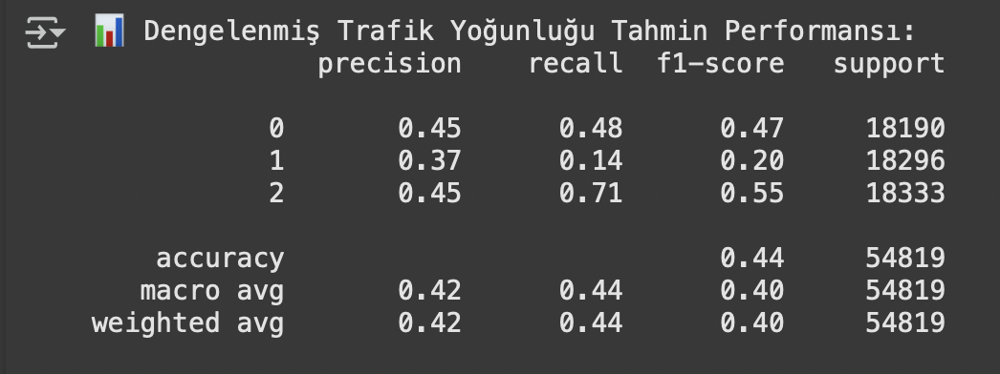 📊 Dengelenmiş Trafik Yoğunluğu Tahmin Performansı:
precision recall f1-score support
0 0.45 0.48 0.47 18190
1 0.37 0.14 0.20 18296
2 0.45 0.71 0.55 18333
accuracy 0.44 54819
macro avg 0.42 0.44 0.40 54819
weighted avg 0.42 0.44 0.40 54819